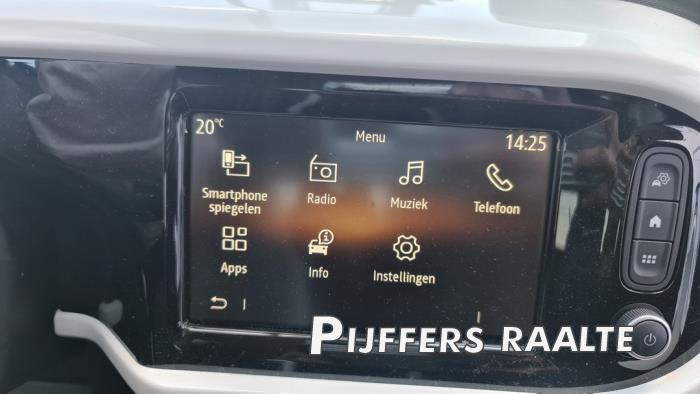 20°C
Menu
14:25
Smartphone
spiegelen
Radio
Muziek
Telefoon
Apps
Info
Instellingen
PIJFFERS RAALTE